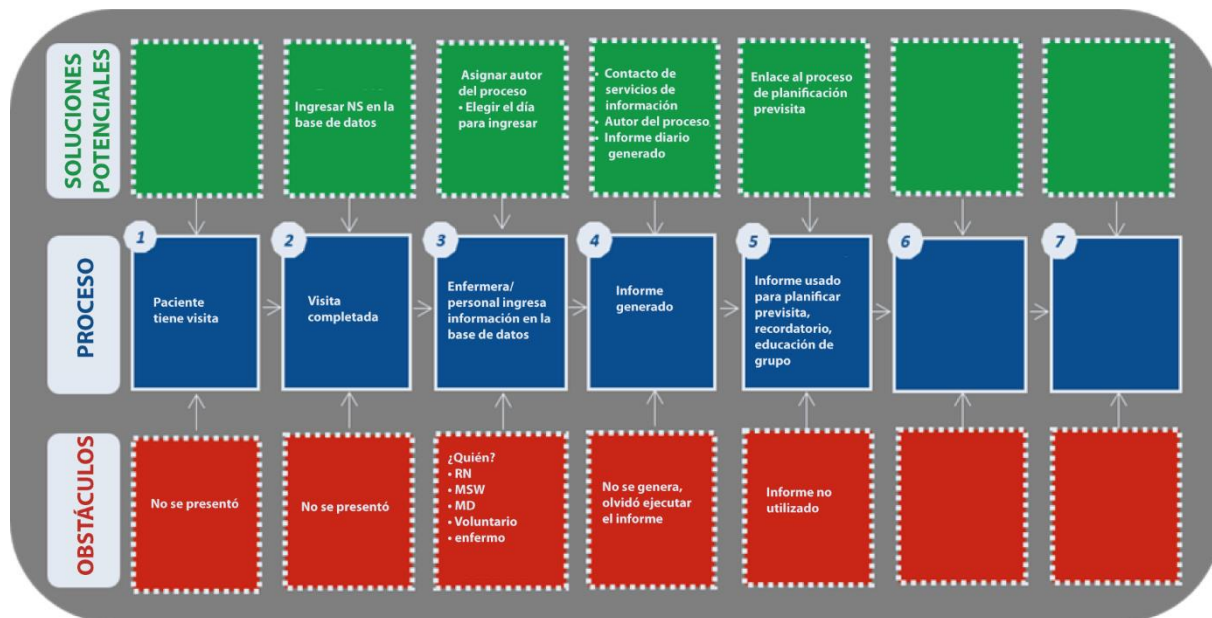 SOLUCIONES
POTENCIALES
Ingresar NS en la
base de datos
Asignar autor
del proceso
• Elegir el día
para ingresar
• Contacto de
servicios de
información
• Autor del proceso
• Informe diario
generado
Enlace al proceso
de planificación
previsita
PROCESO
1
Paciente
tiene visita
2
Visita
completada
3
Enfermera/
personal ingresa
información en la
base de datos
4
Informe
generado
5
Informe usado
para planificar
previsita,
recordatorio,
educación de
grupo
6
7
OBSTÁCULOS
No se presentó
No se presentó
¿Quién?
• RN
• MSW
• MD
• Voluntario
• enfermo
No se genera,
olvidó ejecutar
el informe
Informe no
utilizado